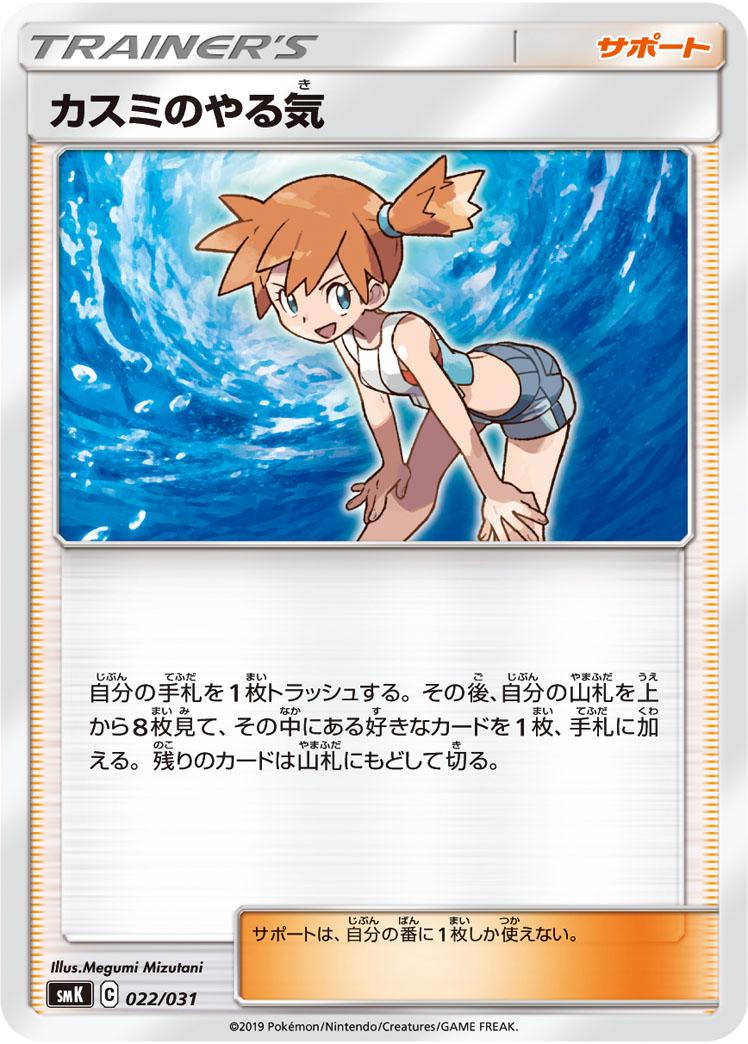 TRAINER'S
サポート
カスミのやる気
自分の手札を1枚トラッシュする。その後、自分の山札を上
から8枚見て、その中にある好きなカードを1枚、手札に加
える。残りのカードは山札にもどして切る。
サポートは、自分の番に1枚しか使えない。
Illus.Megumi Mizutani
smK C 022/031
©2019 Pokémon/Nintendo/Creatures/GAME FREAK.